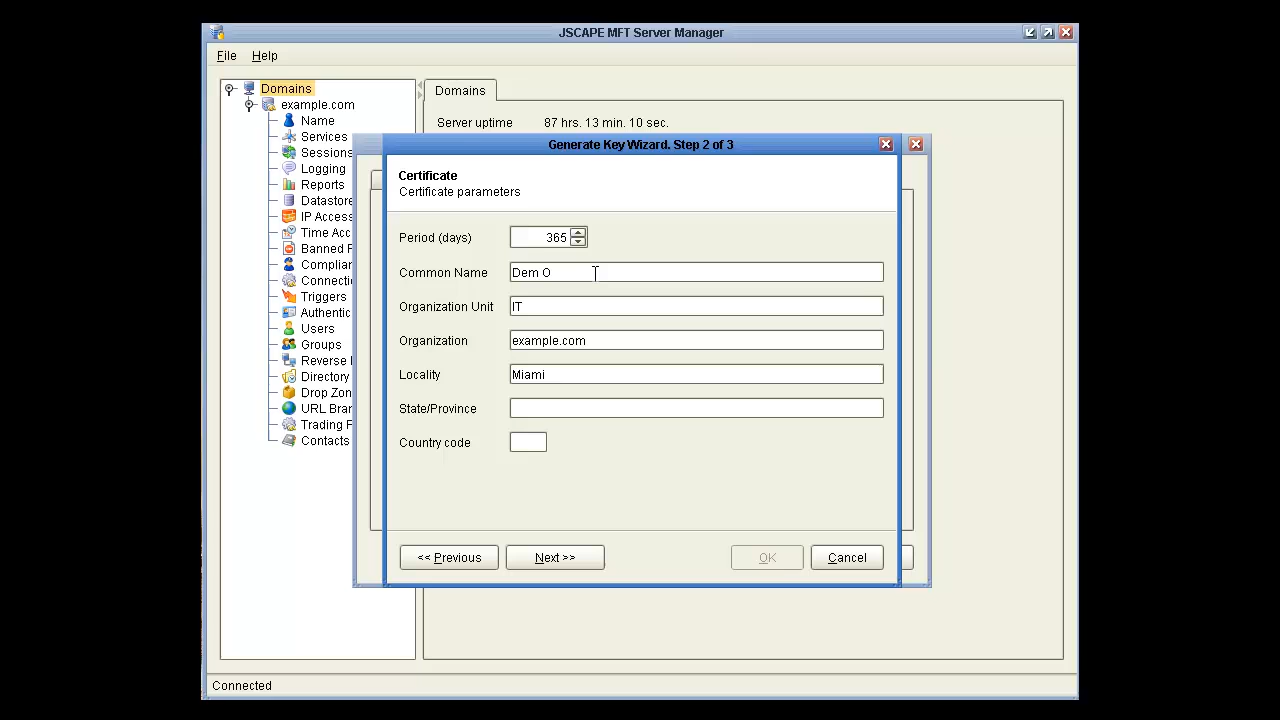 JSCAPE MFT Server Manager
File Help
Domains
example.com
Name
Services
Sessions
Logging
Reports
Datastore
IP Access
Time Acc
Banned F
Complian
Connecti
Triggers
Authentic
Users
Groups
Reverse
Directory
Drop Zon
URL Bran
Trading F
Contacts
Domains
Server uptime 87 hrs. 13 min. 10 sec.
Generate Key Wizard. Step 2 of 3
Certificate
Certificate parameters
Period (days) 365
Common Name Dem O
Organization Unit IT
Organization example.com
Locality Miami
State/Province
Country code
<< Previous Next >> OK Cancel
Connected